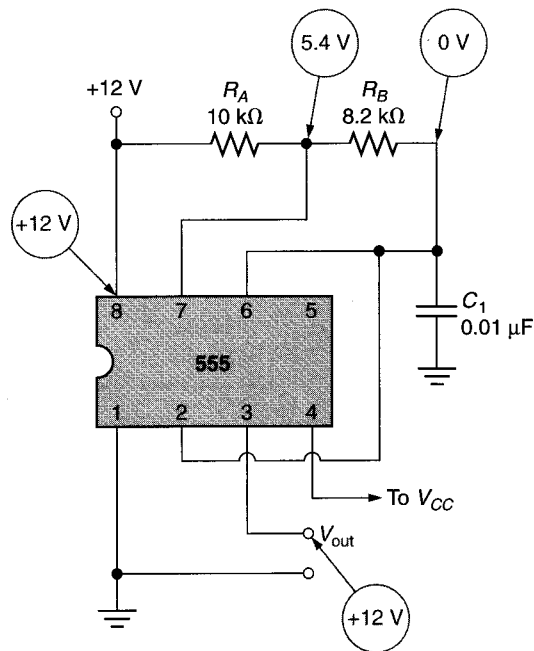 5.4 V
0 V
+12 V
R_A
10 kΩ
R_B
8.2 kΩ
+12 V
8 7 6 5
C_1
0.01 µF
555
1 2 3 4
To V_CC
V_out
+12 V